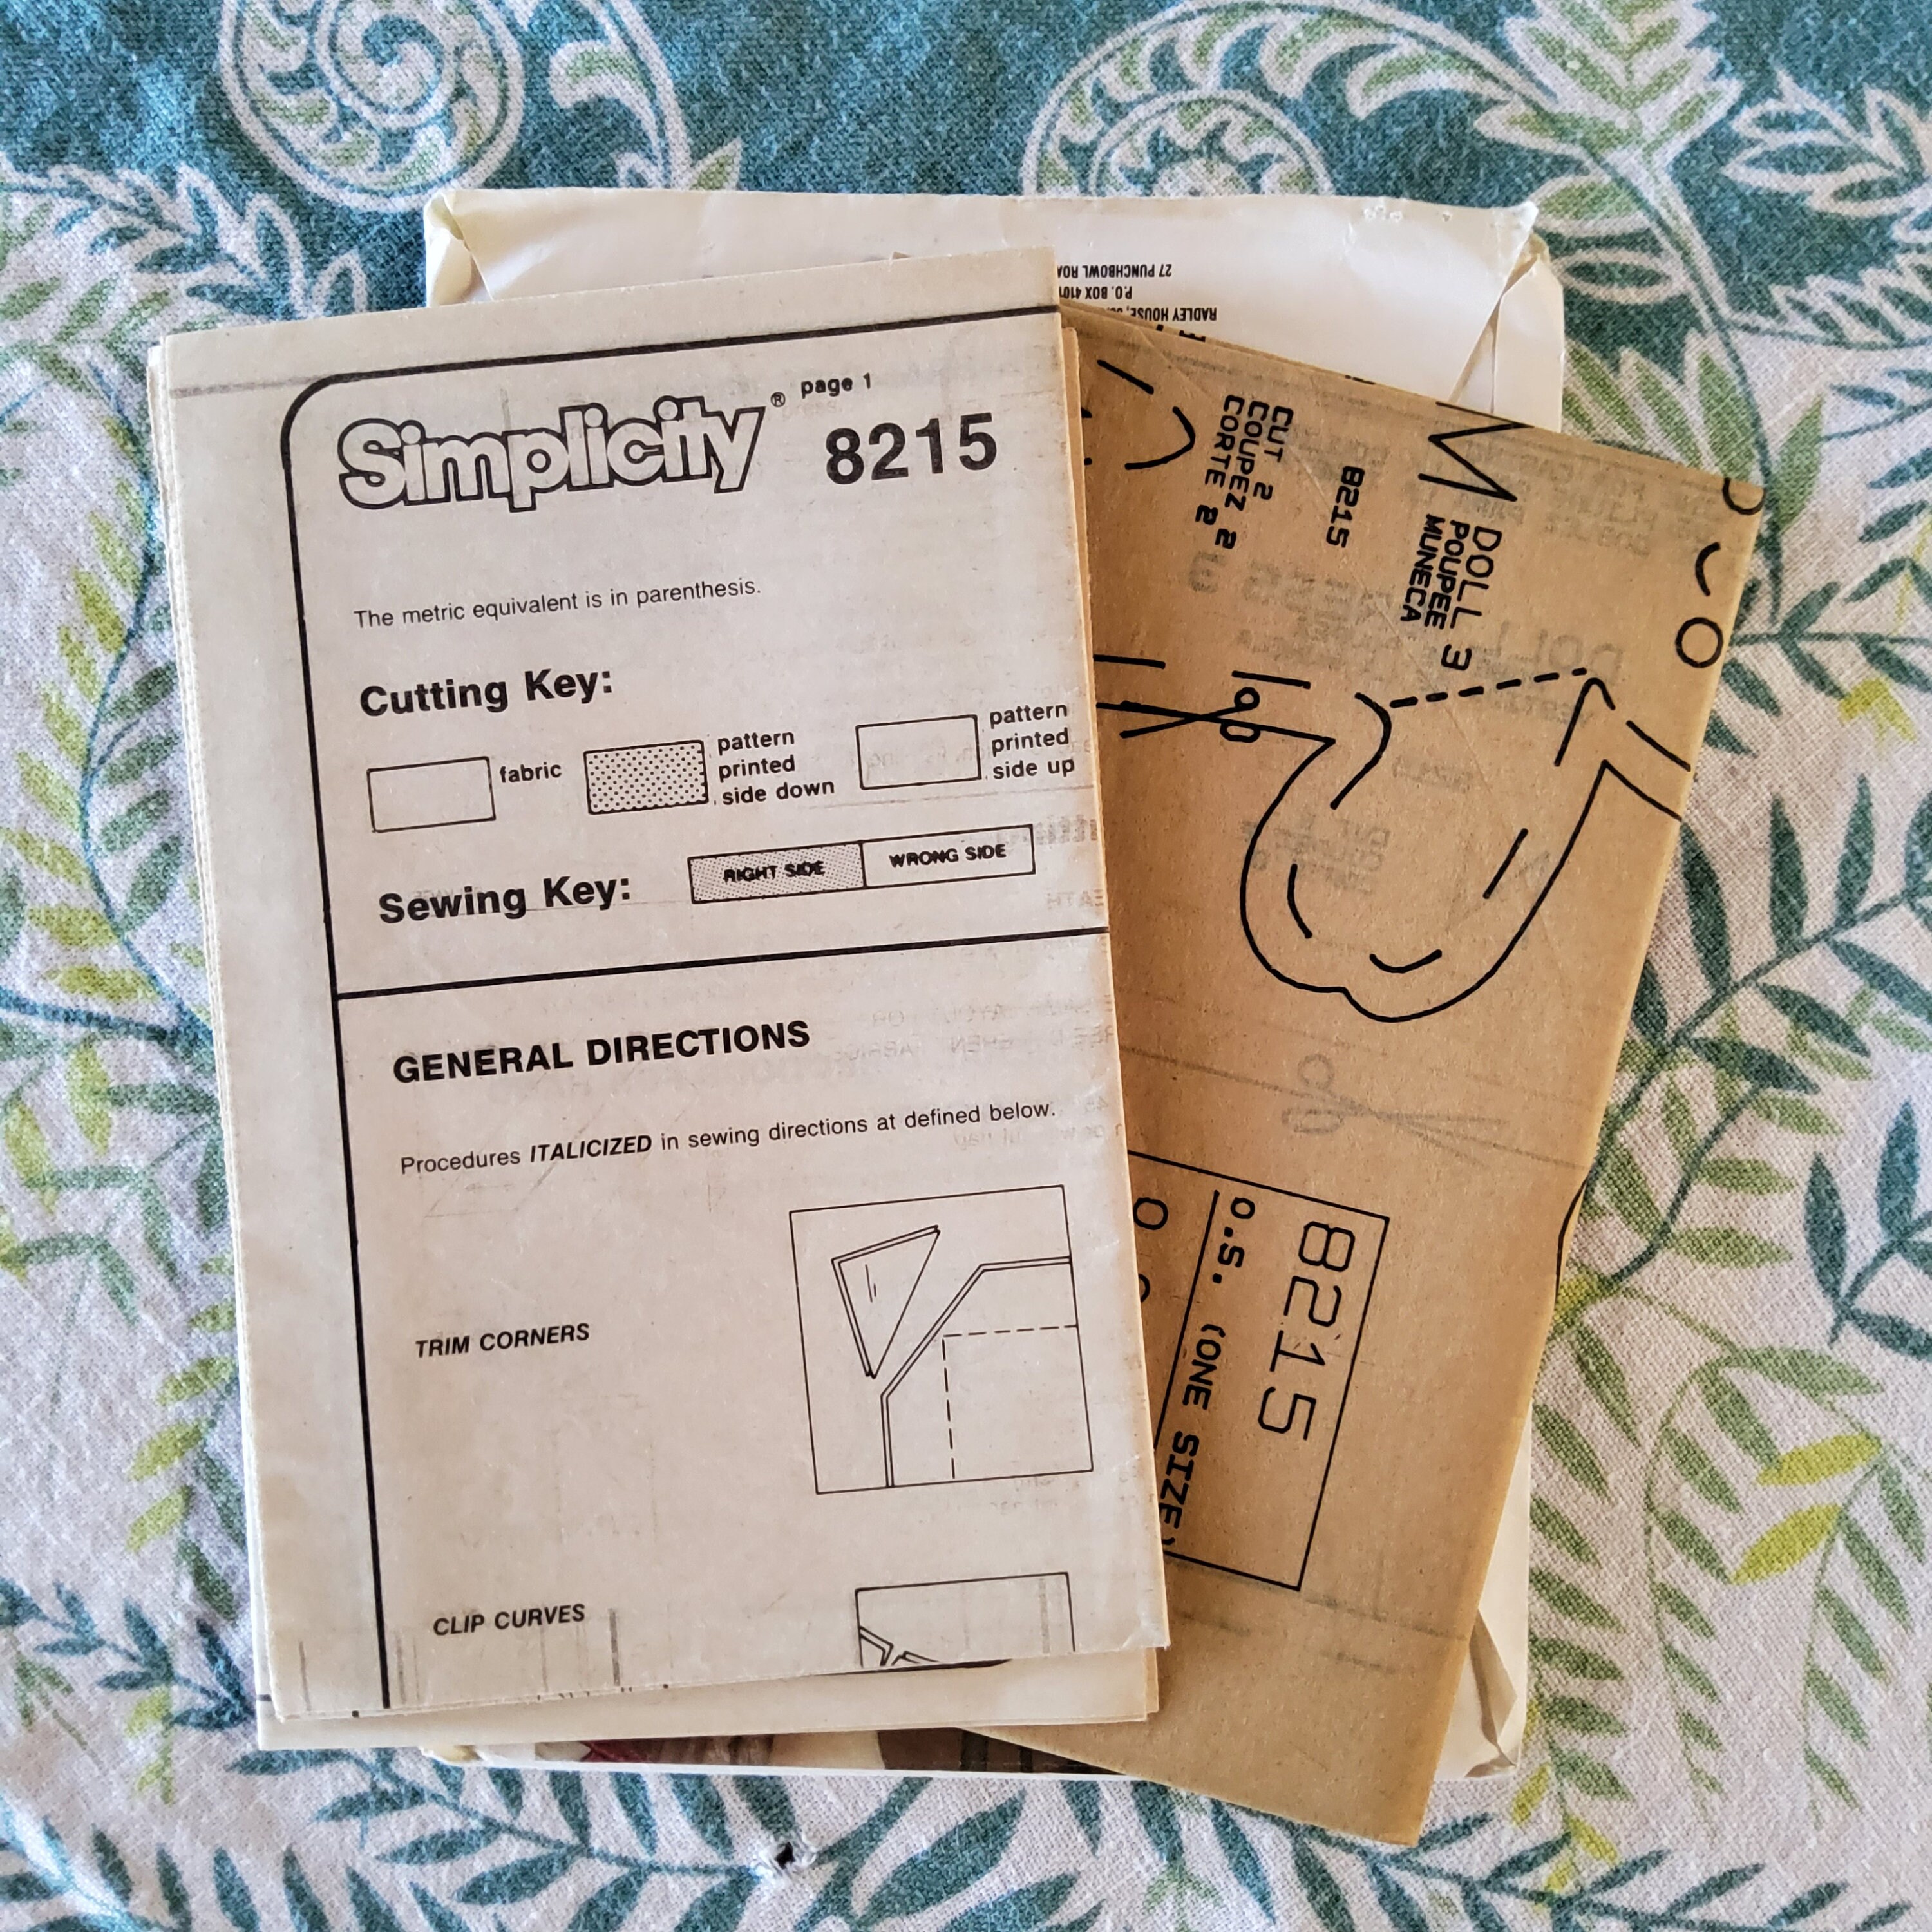 Simplicity® page 1
8215
The metric equivalent is in parenthesis.
Cutting Key:
fabric
pattern
printed
side down
pattern
printed
side up
Sewing Key:
RIGHT SIDE
WRONG SIDE
GENERAL DIRECTIONS
Procedures ITALICIZED in sewing directions at defined below.
TRIM CORNERS
CLIP CURVES
27 PUNCHBOWL
P.O. BOX 4101
RADLEY HOUSE,
CUT 2
COUPEZ 2
CORTE 2
8215
DOLL 3
POUPEE
MUNECA
8215
O.S. (ONE SIZE)